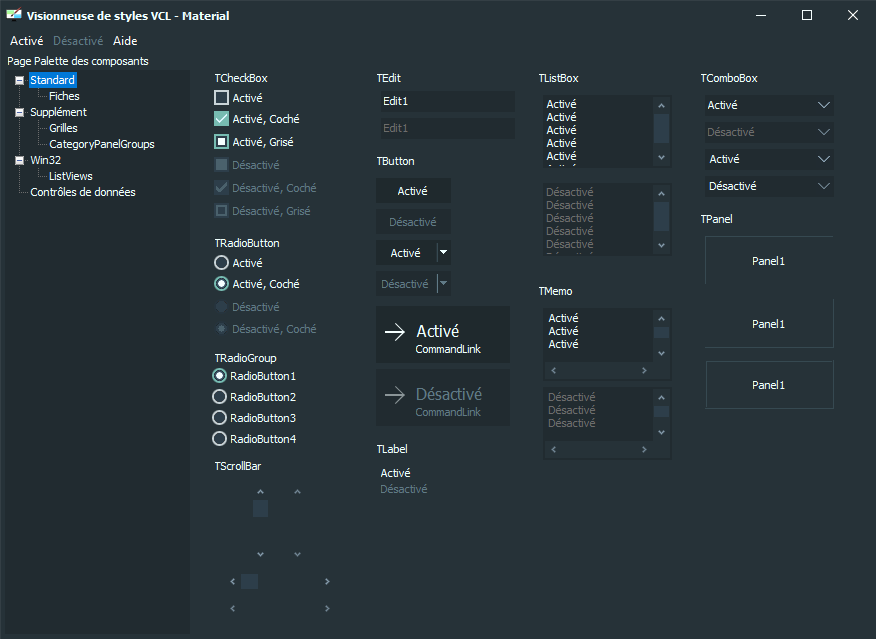 Visionneuse de styles VCL - Material
Activé Désactivé Aide
Page Palette des composants
Standard
Fiches
Supplément
Grilles
CategoryPanelGroups
Win32
ListViews
Contrôles de données
TCheckBox
Activé
Activé, Coché
Activé, Grisé
Désactivé
Désactivé, Coché
Désactivé, Grisé
TRadioButton
Activé
Activé, Coché
Désactivé
Désactivé, Coché
TRadioGroup
RadioButton1
RadioButton2
RadioButton3
RadioButton4
TScrollBar
TEdit
Edit1
Edit1
TButton
Activé
Désactivé
Activé
Désactivé
Activé
CommandLink
Désactivé
CommandLink
TLabel
Activé
Désactivé
TListBox
Activé
Activé
Activé
Activé
Activé
Désactivé
Désactivé
Désactivé
Désactivé
Désactivé
TMemo
Activé
Activé
Activé
Désactivé
Désactivé
Désactivé
TComboBox
Activé
Désactivé
Activé
Désactivé
TPanel
Panel1
Panel1
Panel1